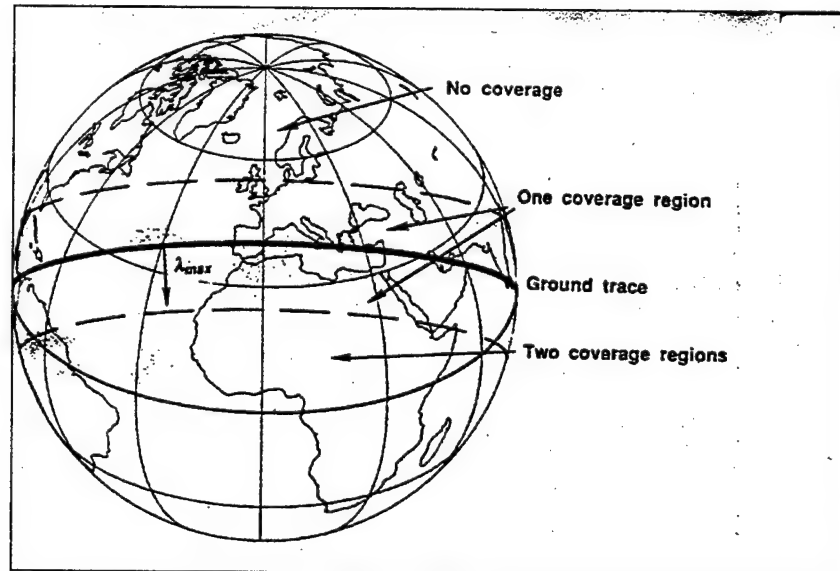 No coverage
One coverage region
λmax
Ground trace
Two coverage regions